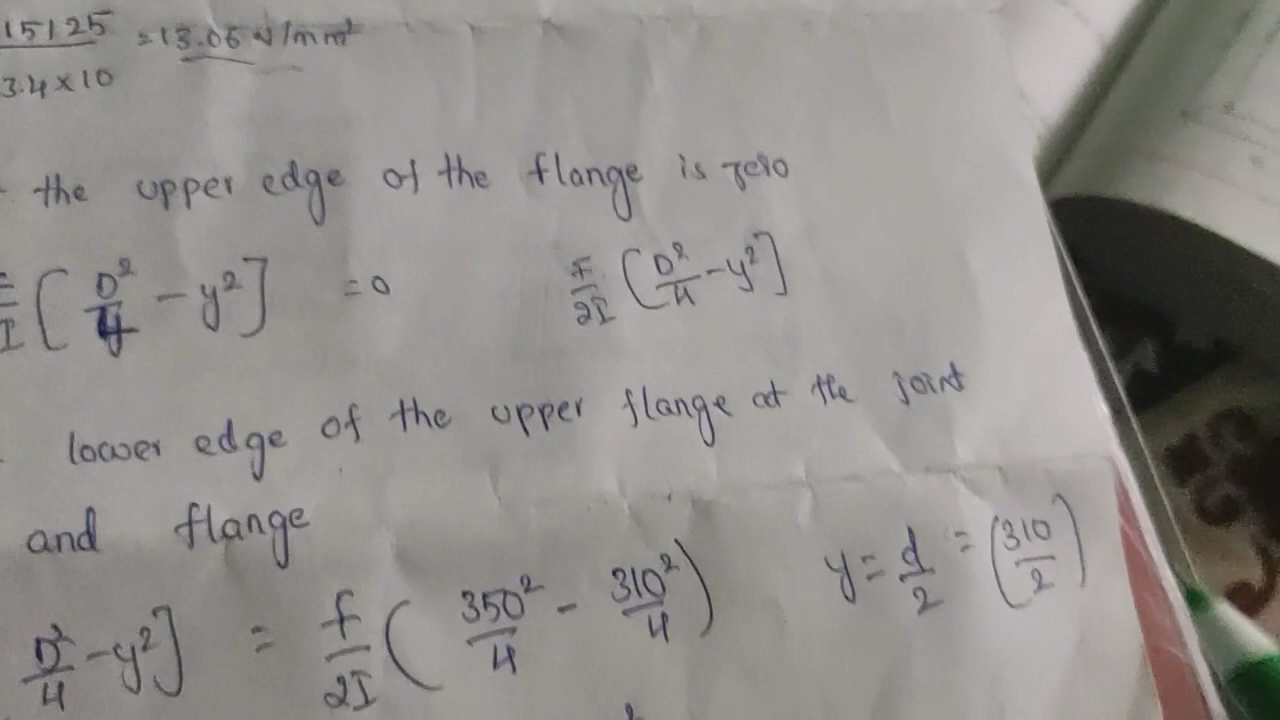 15125/3.4×10 = 13.06 N/mm²
the upper edge of the flange is zero
F/I [D²/4 - y²] = 0 F/2I [D²/4 - y²]
lower edge of the upper flange at the joint
and flange
D²/4 - y²] = f/2I (350²/4 - 310²/4) y = d/2 = (310/2)